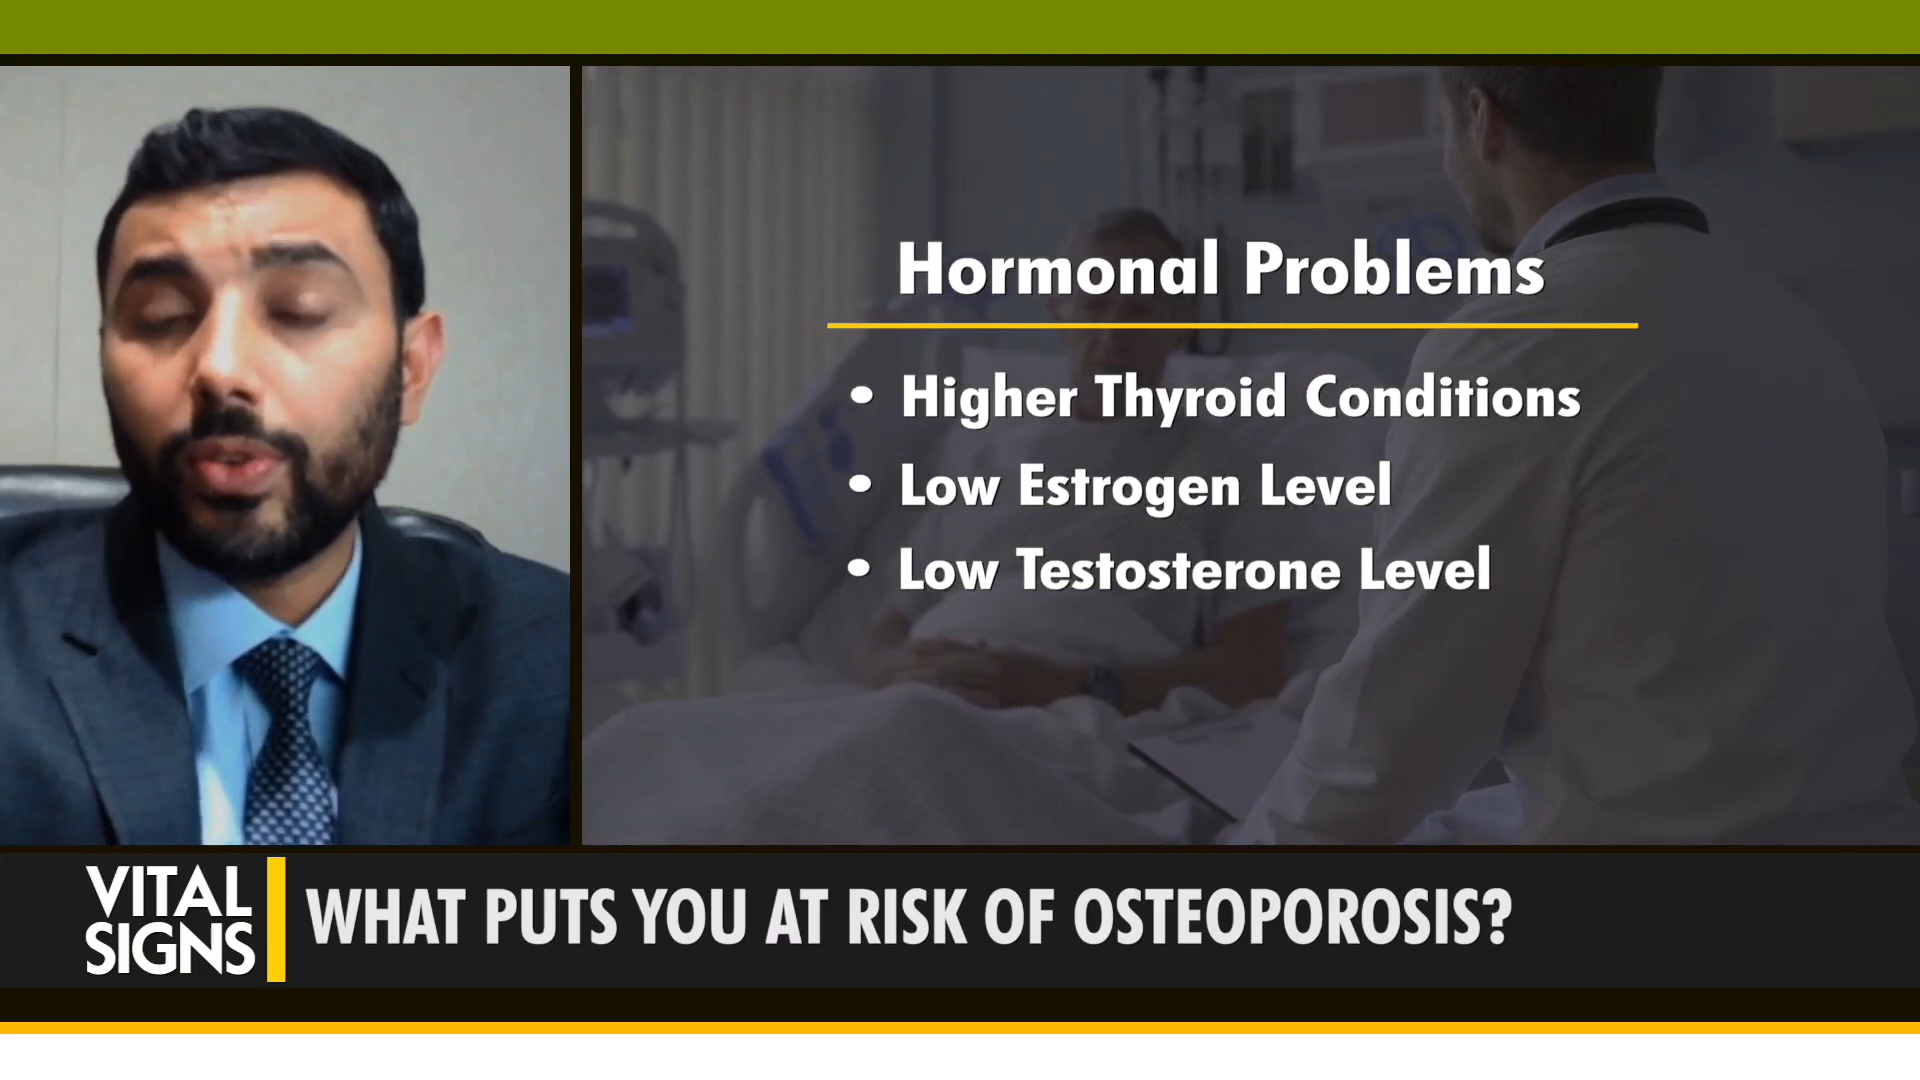 Hormonal Problems
• Higher Thyroid Conditions
• Low Estrogen Level
• Low Testosterone Level
VITAL
SIGNS
WHAT PUTS YOU AT RISK OF OSTEOPOROSIS?